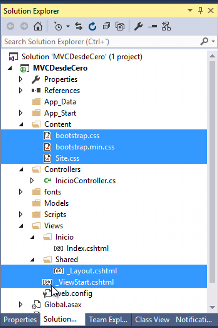 Solution Explorer
Search Solution Explorer (Ctrl+')
Solution 'MVCDesdeCero' (1 project)
MVCDesdeCero
Properties
References
App_Data
App_Start
Content
bootstrap.css
bootstrap.min.css
Site.css
Controllers
InicioController.cs
fonts
Models
Scripts
Views
Inicio
Index.cshtml
Shared
_Layout.cshtml
_ViewStart.cshtml
web.config
Global.asax
Properties Solution... Team Expl... Class View Notificati...